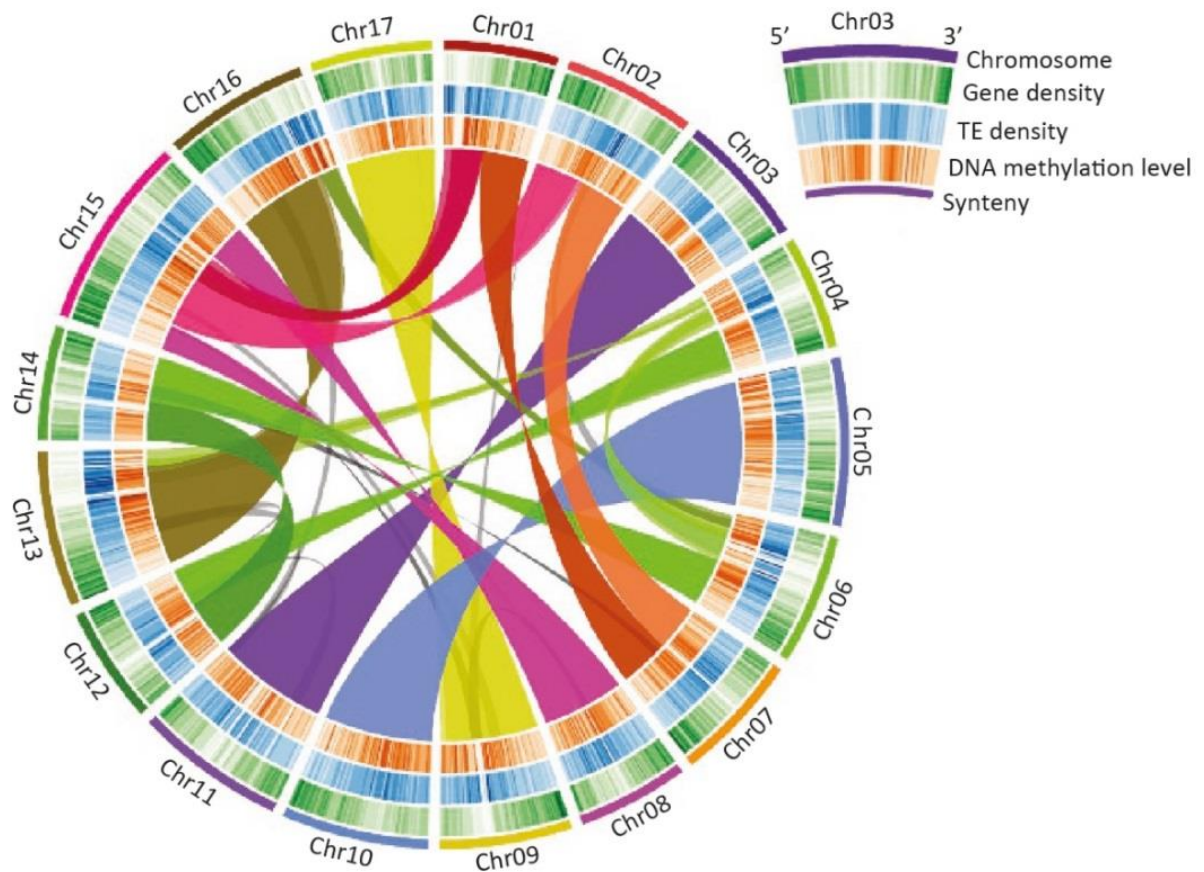 Chr01
Chr02
Chr03
Chr04
Chr05
Chr06
Chr07
Chr08
Chr09
Chr10
Chr11
Chr12
Chr13
Chr14
Chr15
Chr16
Chr17
Chr03
5’ 3’
Chromosome
Gene density
TE density
DNA methylation level
Synteny